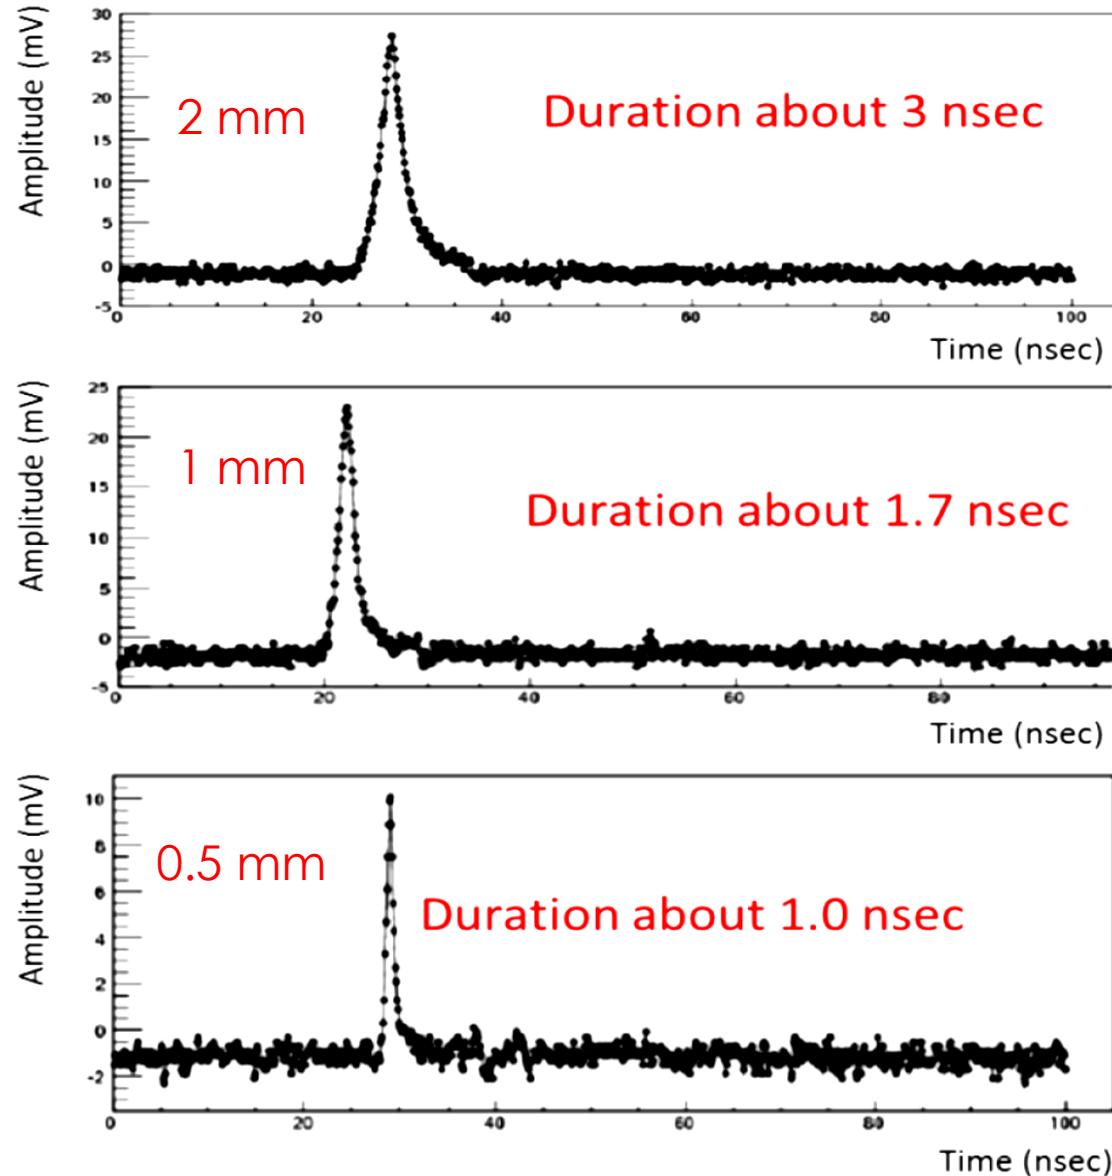 Amplitude (mV)
30
25
20
15
10
5
0
-5
2 mm
Duration about 3 nsec
0 20 40 60 80 100
Time (nsec)
Amplitude (mV)
25
20
15
10
5
0
-5
1 mm
Duration about 1.7 nsec
0 20 40 60 80
Time (nsec)
Amplitude (mV)
10
8
6
4
2
0
-2
0.5 mm
Duration about 1.0 nsec
0 20 40 60 80 100
Time (nsec)